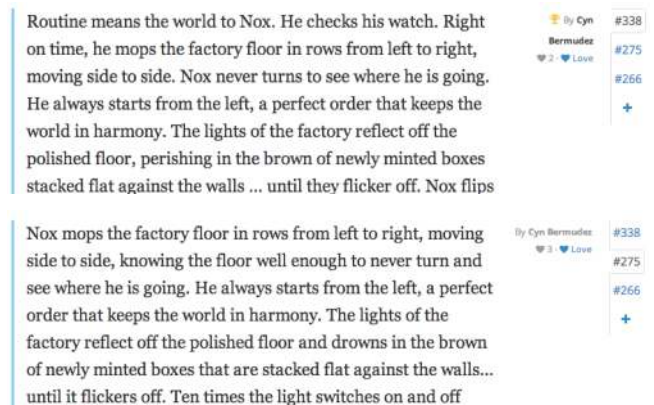 Routine means the world to Nox. He checks his watch. Right
on time, he mops the factory floor in rows from left to right,
moving side to side. Nox never turns to see where he is going.
He always starts from the left, a perfect order that keeps the
world in harmony. The lights of the factory reflect off the
polished floor, perishing in the brown of newly minted boxes
stacked flat against the walls ... until they flicker off. Nox flips
By Cyn
Bermudez
2 · Love
#338
#275
#266
+
Nox mops the factory floor in rows from left to right, moving
side to side, knowing the floor well enough to never turn and
see where he is going. He always starts from the left, a perfect
order that keeps the world in harmony. The lights of the
factory reflect off the polished floor and drowns in the brown
of newly minted boxes that are stacked flat against the walls...
until it flickers off. Ten times the light switches on and off
By Cyn Bermudez
3 · Love
#338
#275
#266
+